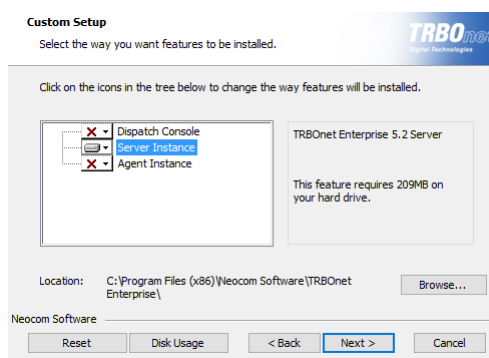 Custom Setup
Select the way you want features to be installed.
TRBOne
Digital Technologies
Click on the icons in the tree below to change the way features will be installed.
Dispatch Console
Server Instance
Agent Instance
TRBOnet Enterprise 5.2 Server
This feature requires 209MB on
your hard drive.
Location:
C:\Program Files (x86)\Neocom Software\TRBOnet
Enterprise\
Browse...
Neocom Software
Reset
Disk Usage
< Back
Next >
Cancel